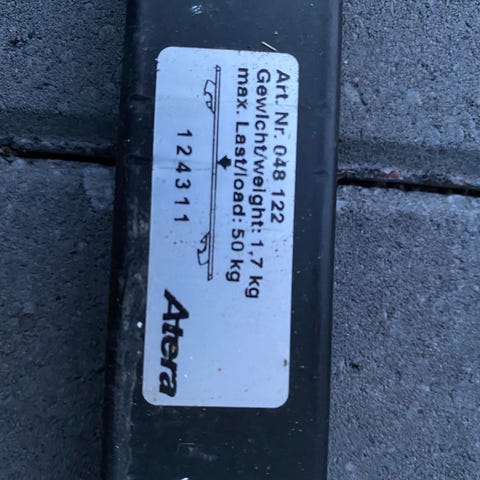 Art. Nr. 048 122
Gewicht/weight: 1,7 kg
max. Last/load: 50 kg
124311
Atera